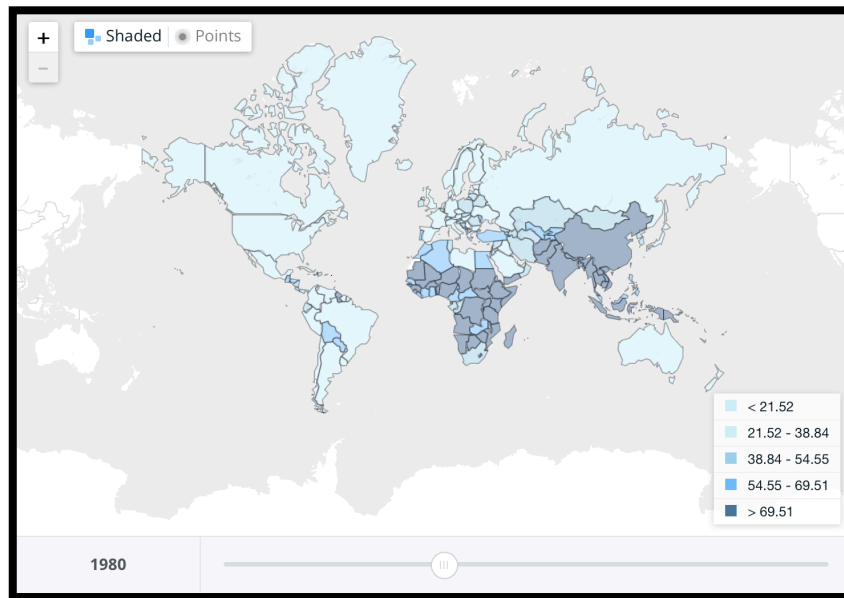 +
Shaded
Points
−
< 21.52
21.52 - 38.84
38.84 - 54.55
54.55 - 69.51
> 69.51
1980